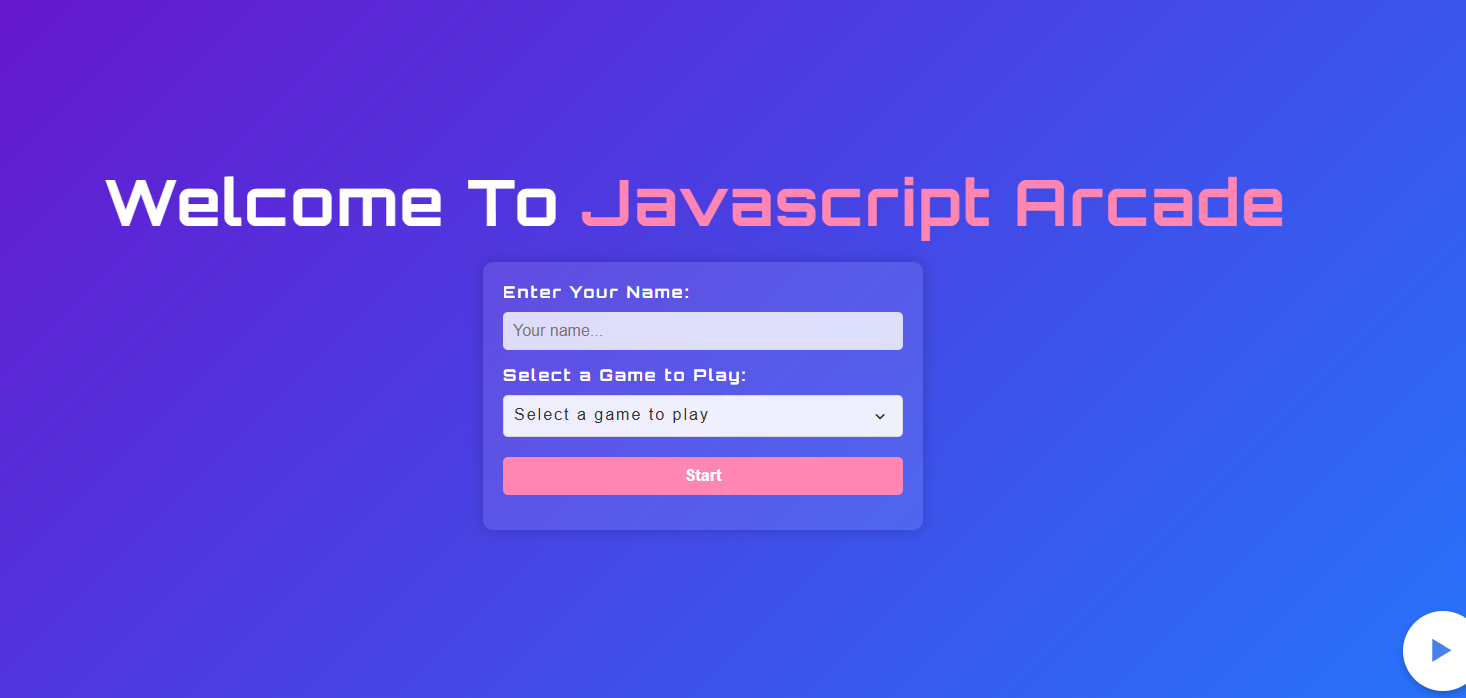 Welcome To Javascript Arcade
Enter Your Name:
Your name...
Select a Game to Play:
Select a game to play
Start